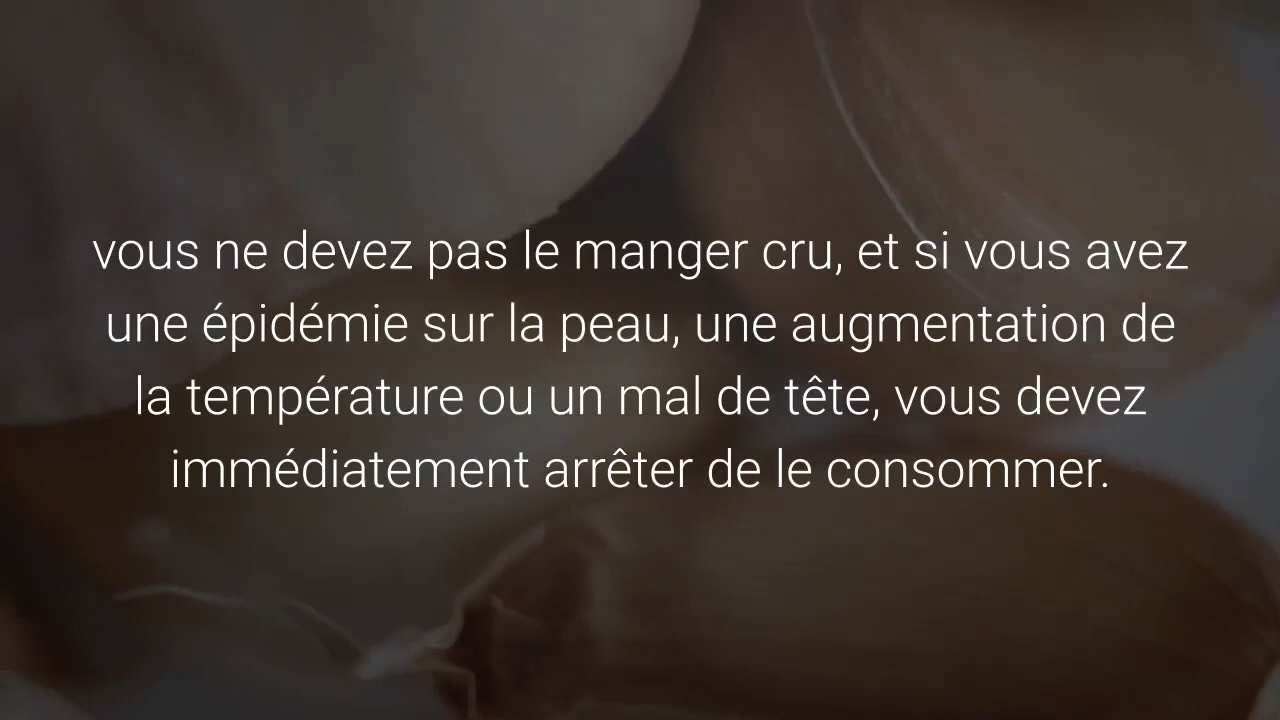 vous ne devez pas le manger cru, et si vous avez
une épidémie sur la peau, une augmentation de
la température ou un mal de tête, vous devez
immédiatement arrêter de le consommer.